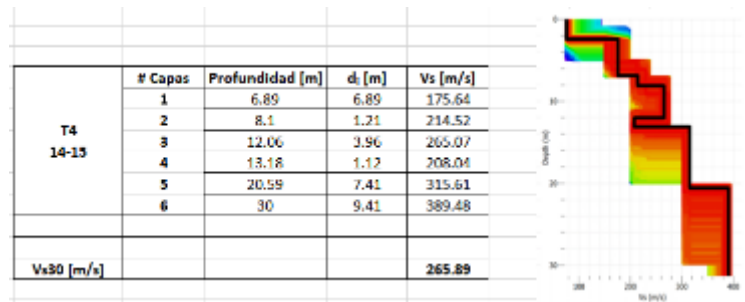 # Capas Profundidad [m] dᵢ [m] Vs [m/s]
T4
14-15
1 6.89 6.89 175.64
2 8.1 1.21 214.52
3 12.06 3.96 265.07
4 13.18 1.12 208.04
5 20.59 7.41 315.61
6 30 9.41 389.48
Vs30 [m/s] 265.89
0
10
20
30
Depth (m)
100 200 300 400
Vs (m/s)